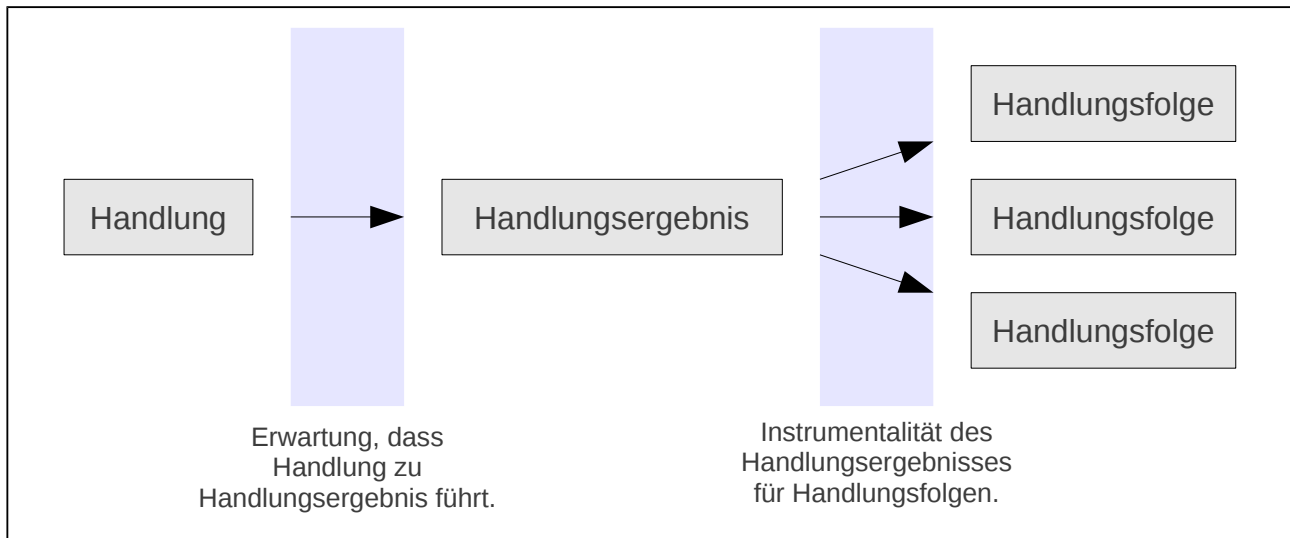 Handlung
Handlungsergebnis
Handlungsfolge
Handlungsfolge
Handlungsfolge
Erwartung, dass
Handlung zu
Handlungsergebnis führt.
Instrumentalität des
Handlungsergebnisses
für Handlungsfolgen.